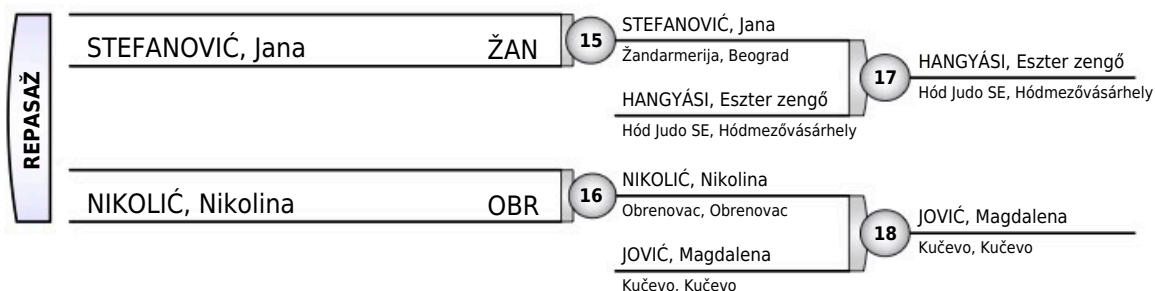 REPASAŽ
STEFANOVIĆ, Jana ŽAN
15
STEFANOVIĆ, Jana
Žandarmerija, Beograd
HANGYÁSI, Eszter zengő
Hód Judo SE, Hódmezővásárhely
17
HANGYÁSI, Eszter zengő
Hód Judo SE, Hódmezővásárhely
NIKOLIĆ, Nikolina OBR
16
NIKOLIĆ, Nikolina
Obrenovac, Obrenovac
JOVIĆ, Magdalena
Kučevo, Kučevo
18
JOVIĆ, Magdalena
Kučevo, Kučevo